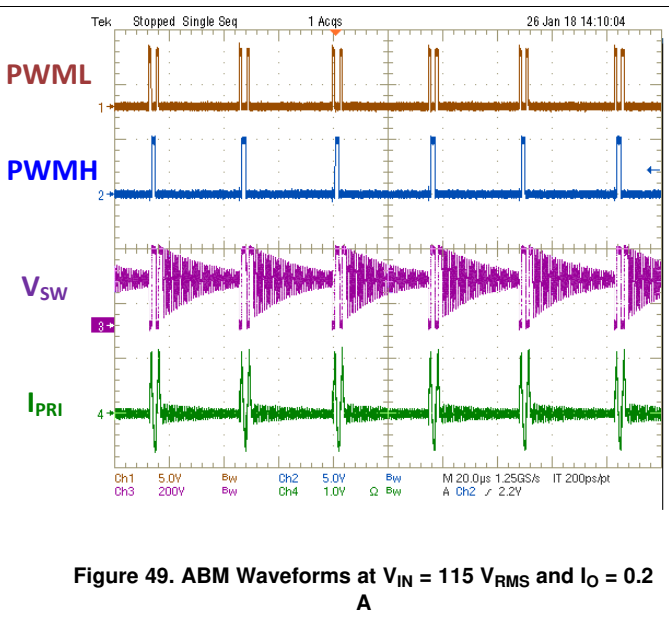 Tek Stopped Single Seq 1 Acqs 26 Jan 18 14:10:04
PWML
1
PWMH
2
VSW
3
IPRI
4
Ch1 5.0V Bw Ch2 5.0V Bw M 20.0µs 1.25GS/s IT 200ps/pt
Ch3 200V Bw Ch4 1.0V Ω Bw A Ch2 ∕ 2.2V
Figure 49. ABM Waveforms at VIN = 115 VRMS and IO = 0.2
A